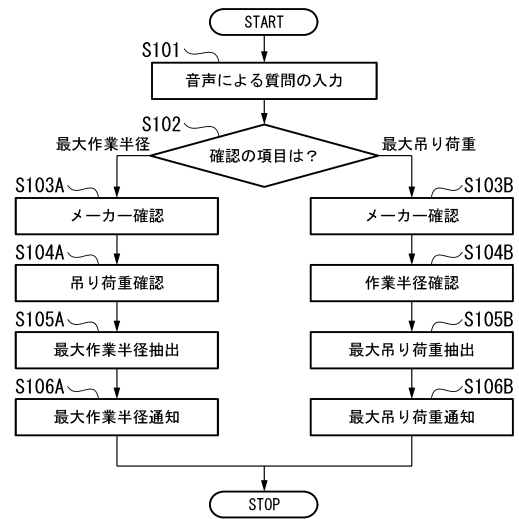 START
S101
音声による質問の入力
S102
確認の項目は？
最大作業半径
最大吊り荷重
S103A
メーカー確認
S103B
メーカー確認
S104A
吊り荷重確認
S104B
作業半径確認
S105A
最大作業半径抽出
S105B
最大吊り荷重抽出
S106A
最大作業半径通知
S106B
最大吊り荷重通知
STOP